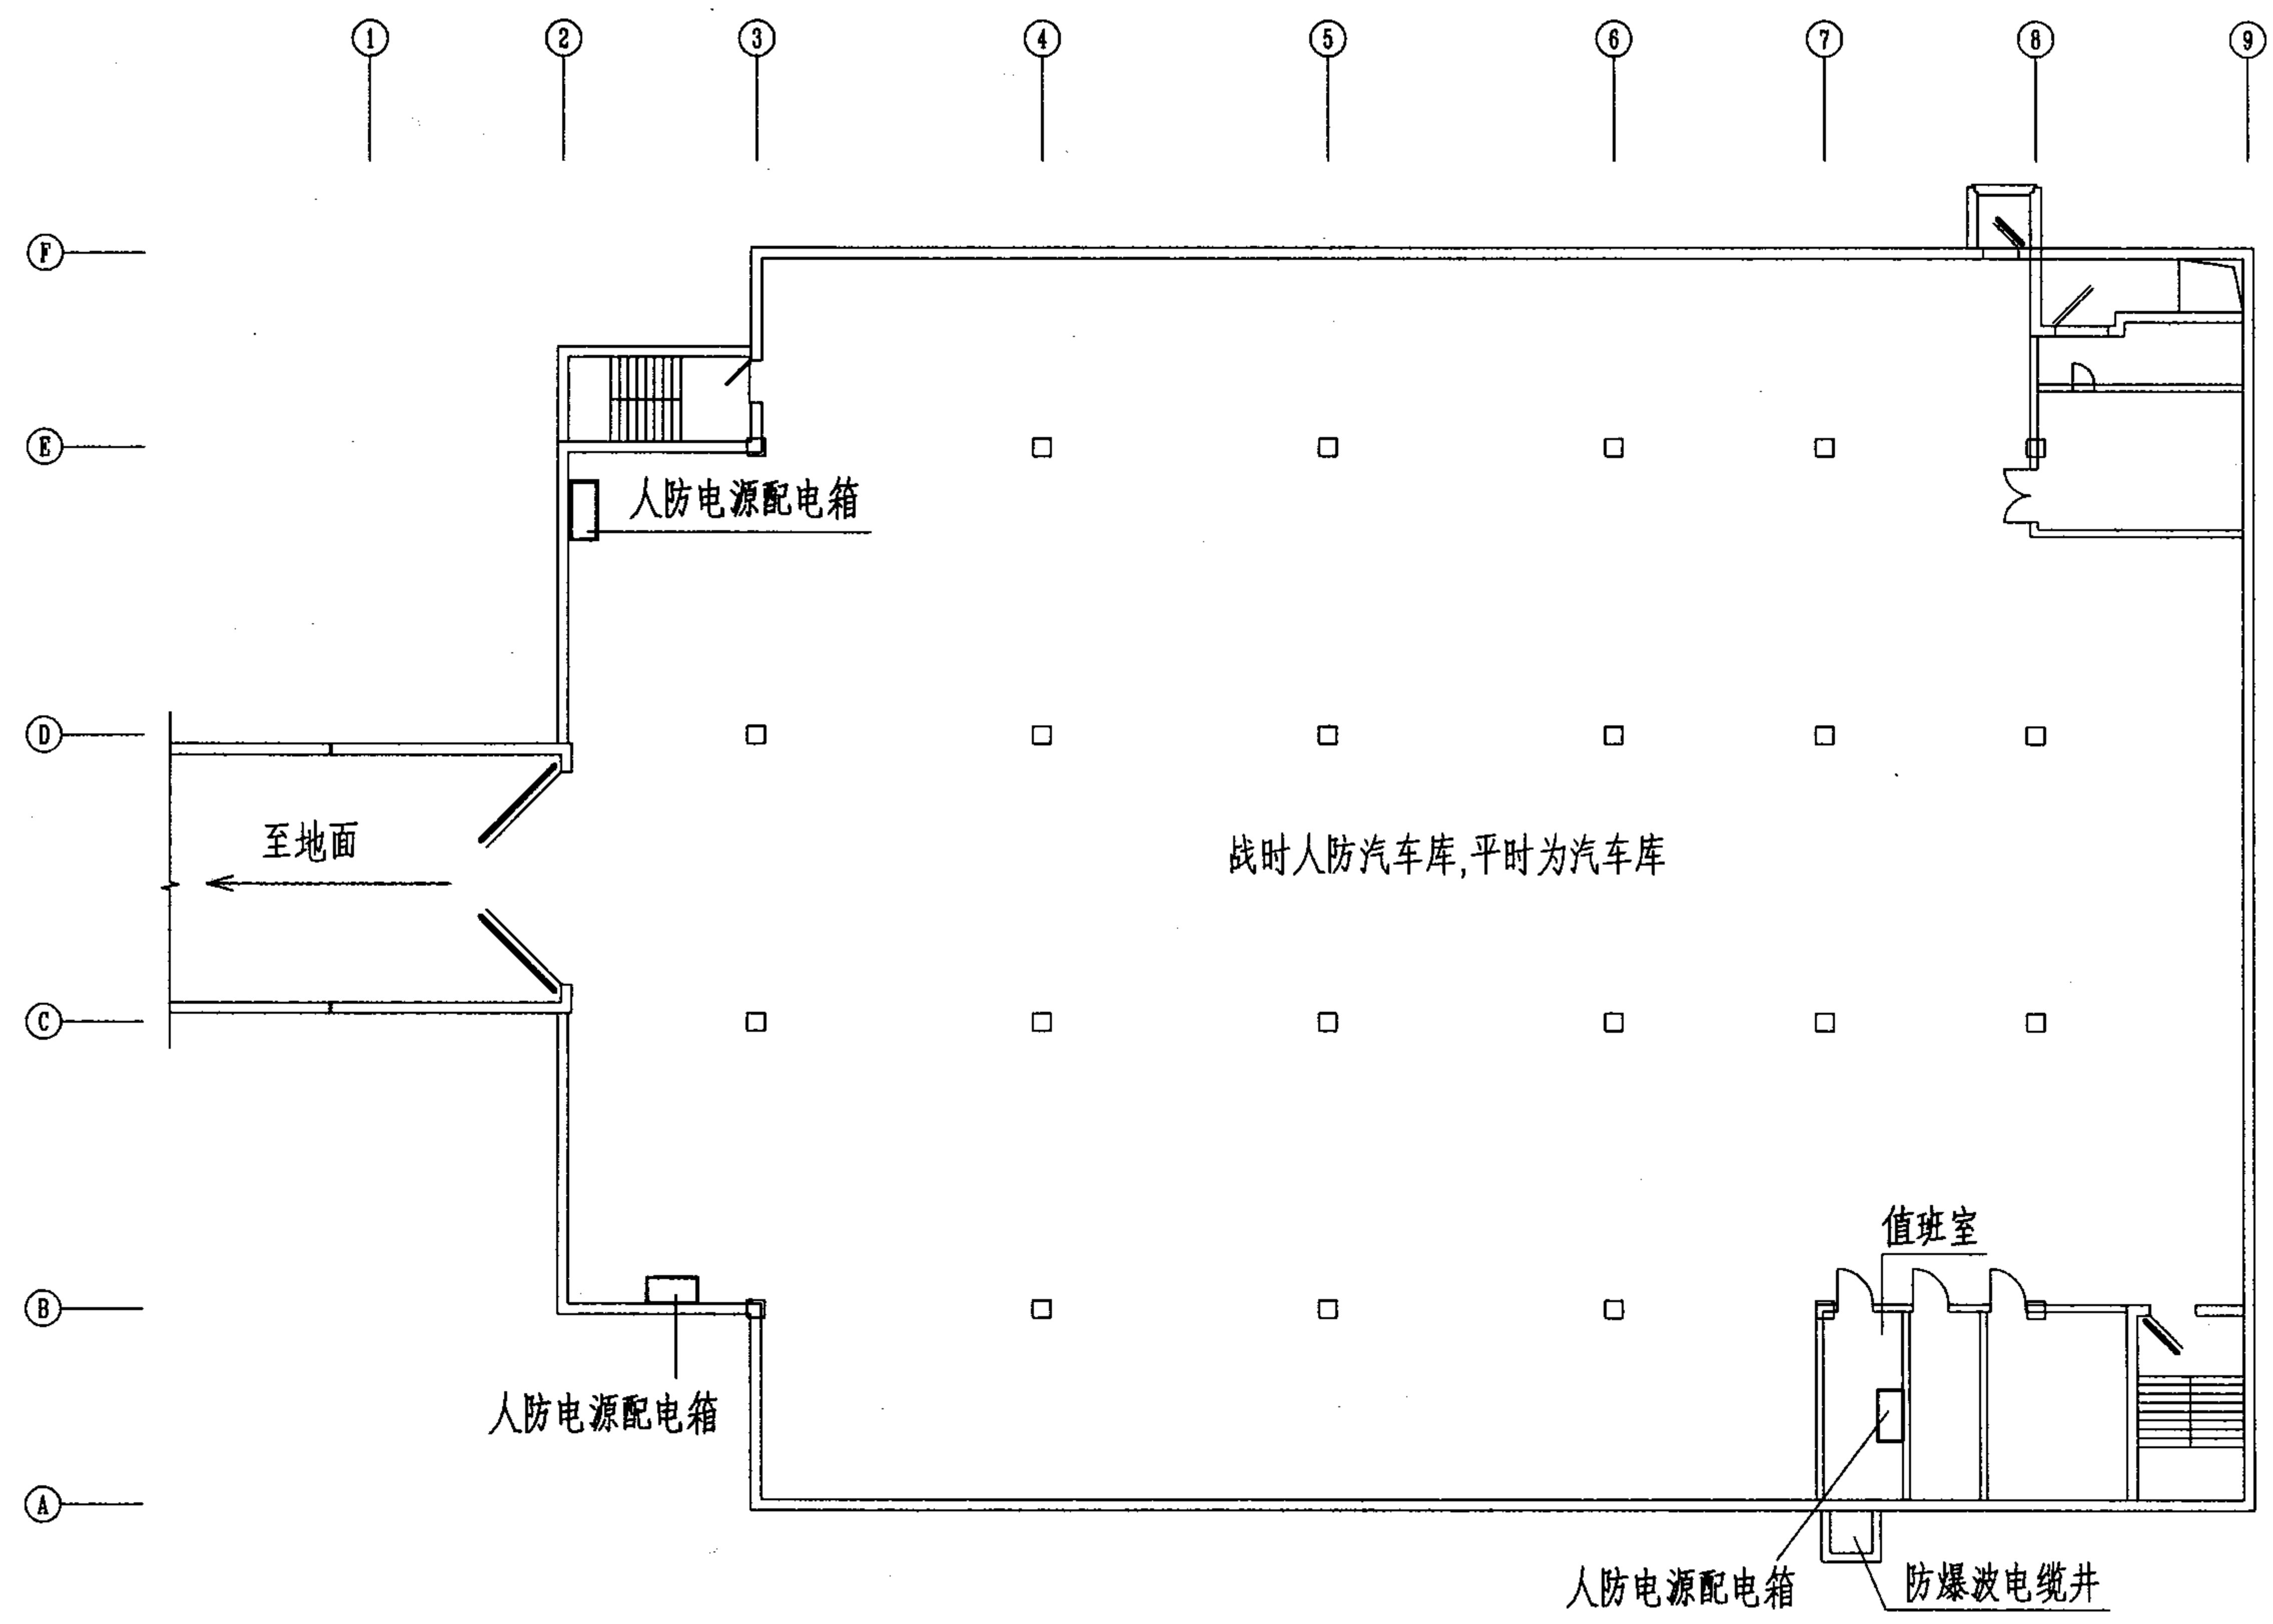 1 2 3 4 5 6 7 8 9
F
E
人防电源配电箱
D
至地面
战时人防汽车库,平时为汽车库
C
值班室
B
人防电源配电箱
A
人防电源配电箱
防爆波电缆井